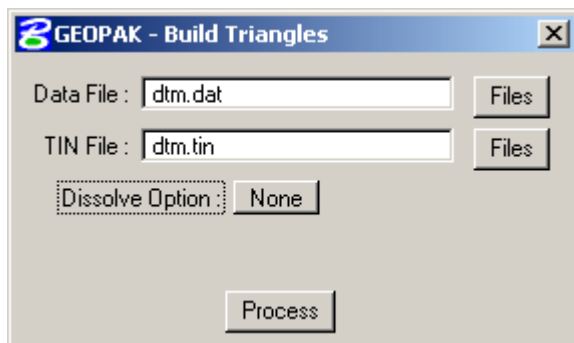 GEOPAK - Build Triangles
Data File : dtm.dat Files
TIN File : dtm.tin Files
Dissolve Option : None
Process